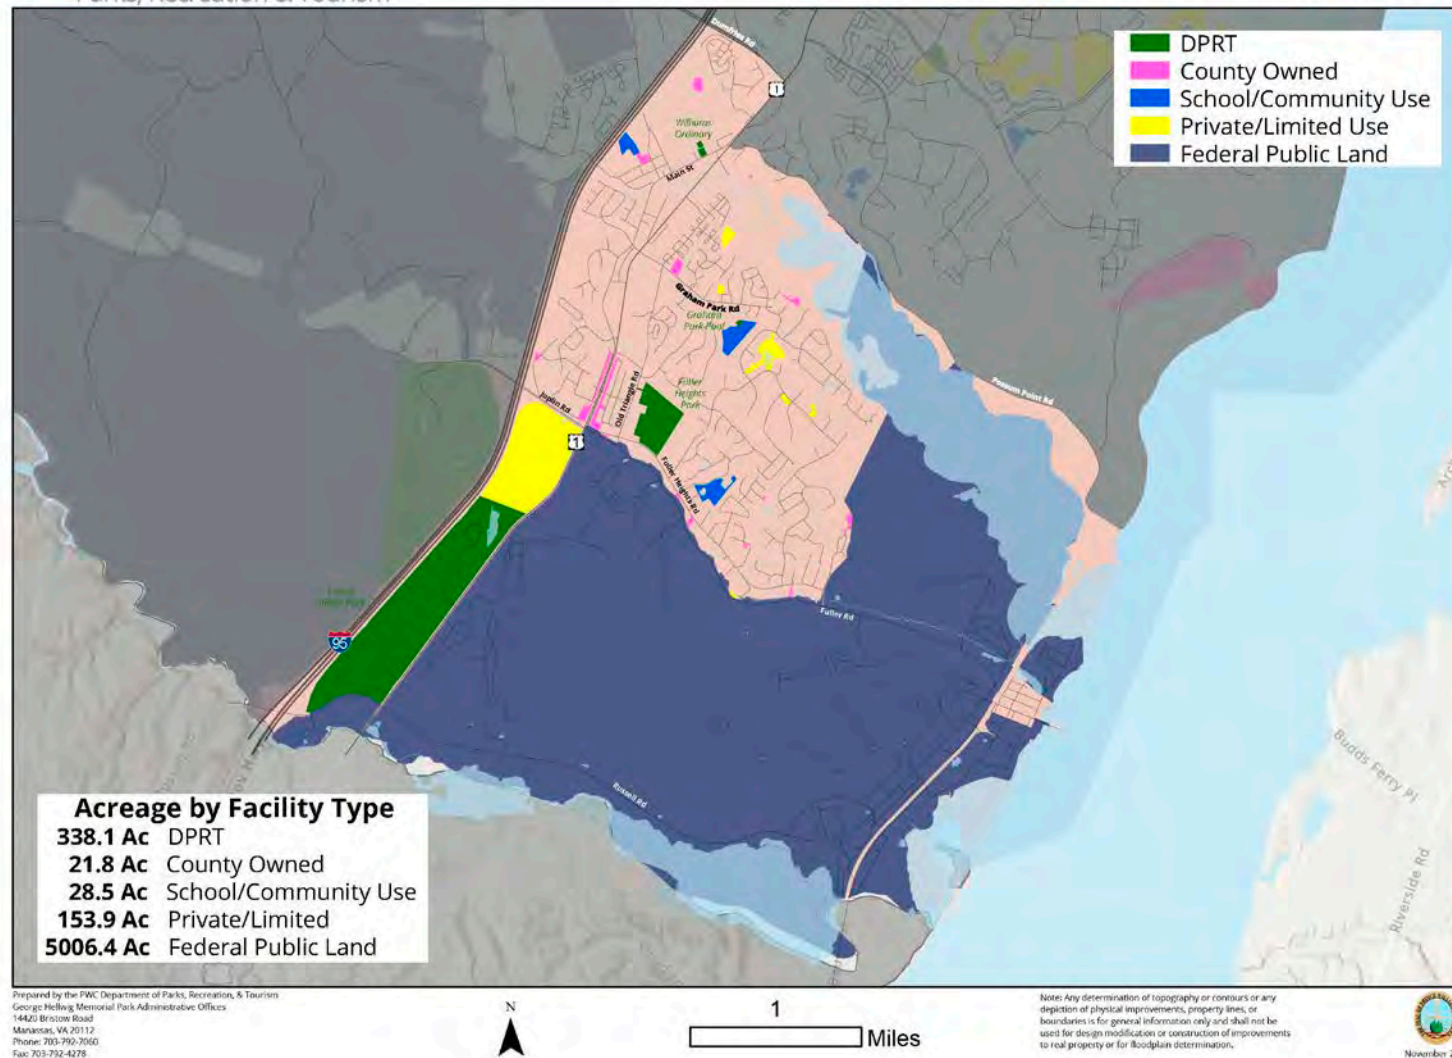 Parks, Recreation & Tourism
DPRT
County Owned
School/Community Use
Private/Limited Use
Federal Public Land
Dumfries Rd
1
Ordinary
Main St
Graham Park Rd
Graham
Park Pool
Fuller
Heights
Park
Old Triangle Rd
Joplin Rd
1
Possum Point Rd
Fuller Heights Rd
Fuller Rd
95
Russell Rd
Budds Ferry Pl
Riverside Rd
Acreage by Facility Type
338.1 Ac DPRT
21.8 Ac County Owned
28.5 Ac School/Community Use
153.9 Ac Private/Limited
5006.4 Ac Federal Public Land
Prepared by the PWC Department of Parks, Recreation, & Tourism
George Hellwig Memorial Park Administrative Offices
14420 Bristow Road
Manassas, VA 20112
Phone: 703-792-7060
Fax: 703-792-4278
N
1
Miles
Note: Any determination of topography or contours or any
depiction of physical improvements, property lines, or
boundaries is for general information only and shall not be
used for design modification or construction of improvements
to real property or for floodplain determination.
November